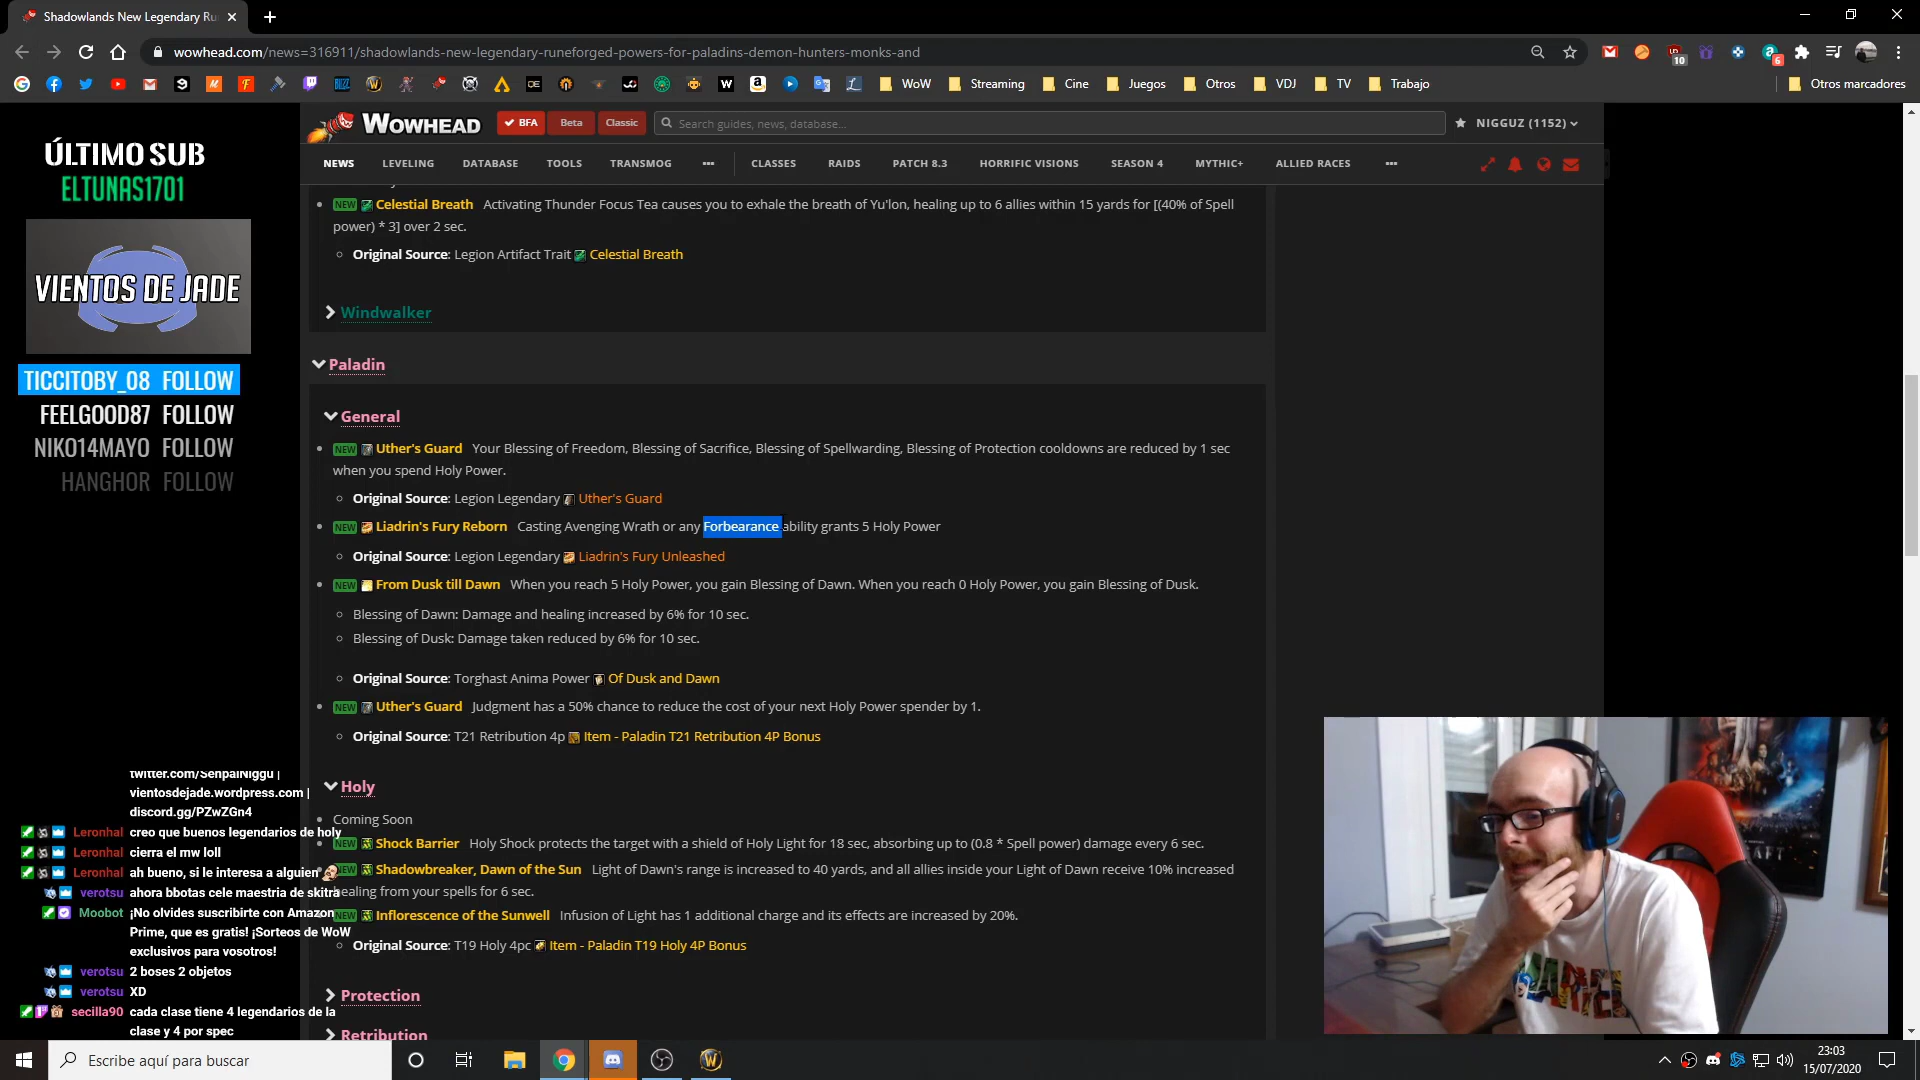 Shadowlands New Legendary Ru
wowhead.com/news=316911/shadowlands-new-legendary-runeforged-powers-for-paladins-demon-hunters-monks-and
WoW Streaming Cine Juegos Otros VDJ TV Trabajo Otros marcadores
WOWHEAD BFA Beta Classic Search guides, news, database... NIGGUZ (1152)
NEWS LEVELING DATABASE TOOLS TRANSMOG CLASSES RAIDS PATCH 8.3 HORRIFIC VISIONS SEASON 4 MYTHIC+ ALLIED RACES
ÚLTIMO SUB
ELTUNAS1701
VIENTOS DE JADE
TICCITOBY_08 FOLLOW
FEELGOOD87 FOLLOW
NIKO14MAYO FOLLOW
HANGHOR FOLLOW
NEW Celestial Breath Activating Thunder Focus Tea causes you to exhale the breath of Yu'lon, healing up to 6 allies within 15 yards for [(40% of Spell
power) * 3] over 2 sec.
Original Source: Legion Artifact Trait Celestial Breath
Windwalker
Paladin
General
NEW Uther's Guard Your Blessing of Freedom, Blessing of Sacrifice, Blessing of Spellwarding, Blessing of Protection cooldowns are reduced by 1 sec
when you spend Holy Power.
Original Source: Legion Legendary Uther's Guard
NEW Liadrin's Fury Reborn Casting Avenging Wrath or any Forbearance ability grants 5 Holy Power
Original Source: Legion Legendary Liadrin's Fury Unleashed
NEW From Dusk till Dawn When you reach 5 Holy Power, you gain Blessing of Dawn. When you reach 0 Holy Power, you gain Blessing of Dusk.
Blessing of Dawn: Damage and healing increased by 6% for 10 sec.
Blessing of Dusk: Damage taken reduced by 6% for 10 sec.
Original Source: Torghast Anima Power Of Dusk and Dawn
NEW Uther's Guard Judgment has a 50% chance to reduce the cost of your next Holy Power spender by 1.
Original Source: T21 Retribution 4p Item - Paladin T21 Retribution 4P Bonus
Holy
Coming Soon
NEW Shock Barrier Holy Shock protects the target with a shield of Holy Light for 18 sec, absorbing up to (0.8 * Spell power) damage every 6 sec.
NEW Shadowbreaker, Dawn of the Sun Light of Dawn's range is increased to 40 yards, and all allies inside your Light of Dawn receive 10% increased
healing from your spells for 6 sec.
NEW Inflorescence of the Sunwell Infusion of Light has 1 additional charge and its effects are increased by 20%.
Original Source: T19 Holy 4pc Item - Paladin T19 Holy 4P Bonus
Protection
Retribution
twitter.com/SenpaiNiggu |
vientosdejade.wordpress.com |
discord.gg/PZwZGn4
Leronhal creo que buenos legendarios de holy
Leronhal cierra el mw loll
Leronhal ah bueno, si le interesa a alguien
verotsu ahora bbotas cele maestria de skitra
Moobot ¡No olvides suscribirte con Amazon
Prime, que es gratis! ¡Sorteos de WoW
exclusivos para vosotros!
verotsu 2 boses 2 objetos
verotsu XD
secilla90 cada clase tiene 4 legendarios de la
clase y 4 por spec
Escribe aquí para buscar
23:03
15/07/2020